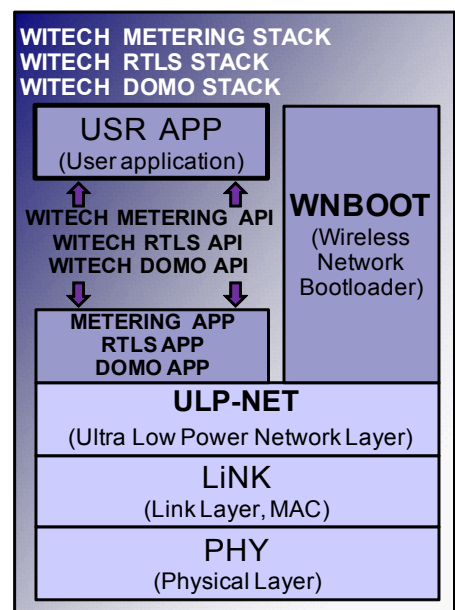 WITECH METERING STACK
WITECH RTLS STACK
WITECH DOMO STACK
USR APP
(User application)
WITECH METERING API
WITECH RTLS API
WITECH DOMO API
METERING APP
RTLS APP
DOMO APP
WNBOOT
(Wireless
Network
Bootloader)
ULP-NET
(Ultra Low Power Network Layer)
LiNK
(Link Layer, MAC)
PHY
(Physical Layer)